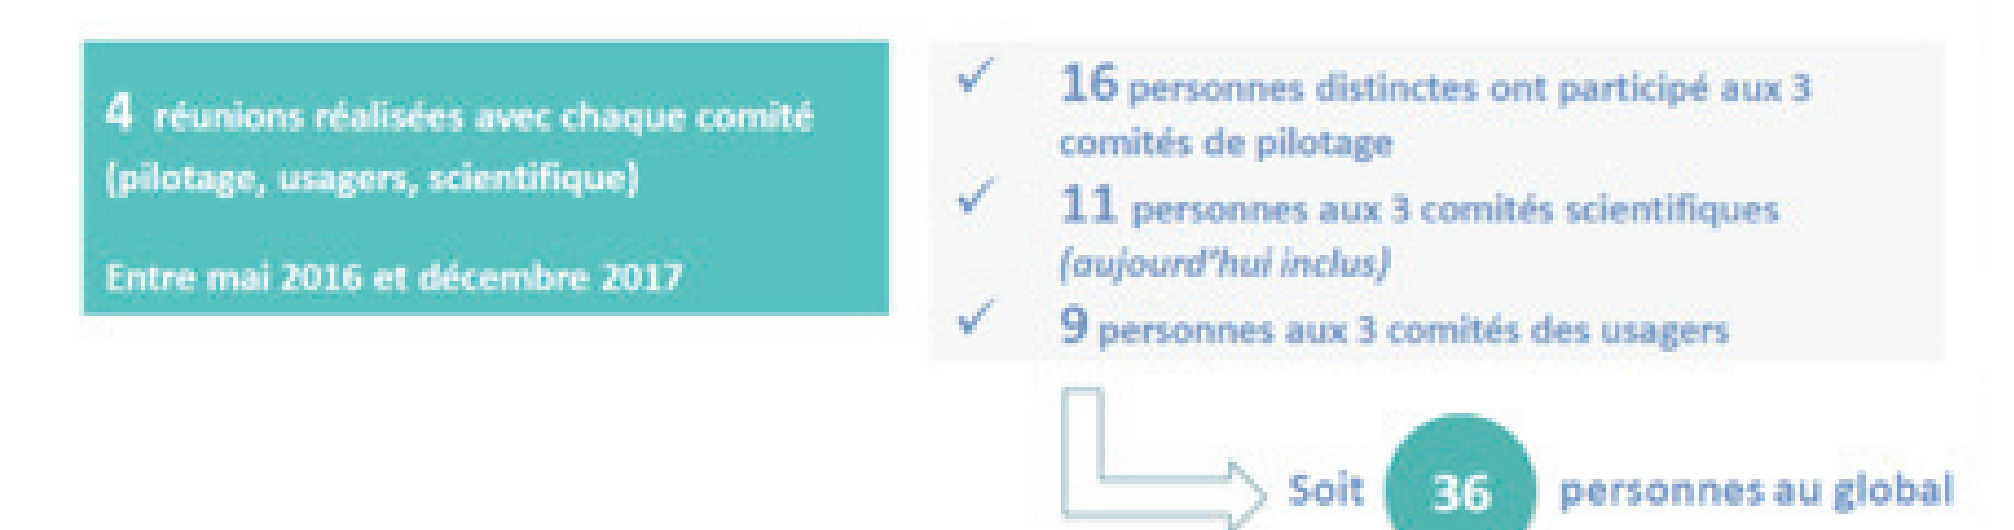 4 réunions réalisées avec chaque comité
(pilotage, usagers, scientifique)
Entre mai 2016 et décembre 2017
16 personnes distinctes ont participé aux 3
comités de pilotage
11 personnes aux 3 comités scientifiques
(aujourd'hui inclus)
9 personnes aux 3 comités des usagers
Soit 36 personnes au global